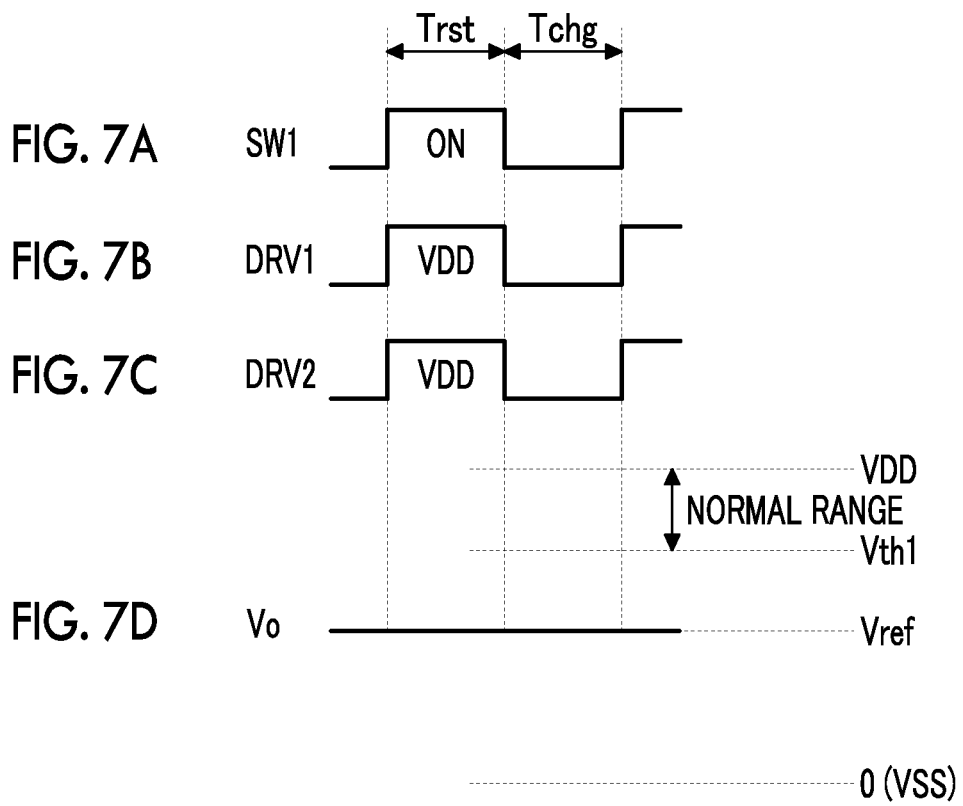 Trst Tchg
FIG. 7A SW1 ON
FIG. 7B DRV1 VDD
FIG. 7C DRV2 VDD
VDD
NORMAL RANGE
Vth1
FIG. 7D Vo Vref
0 (VSS)